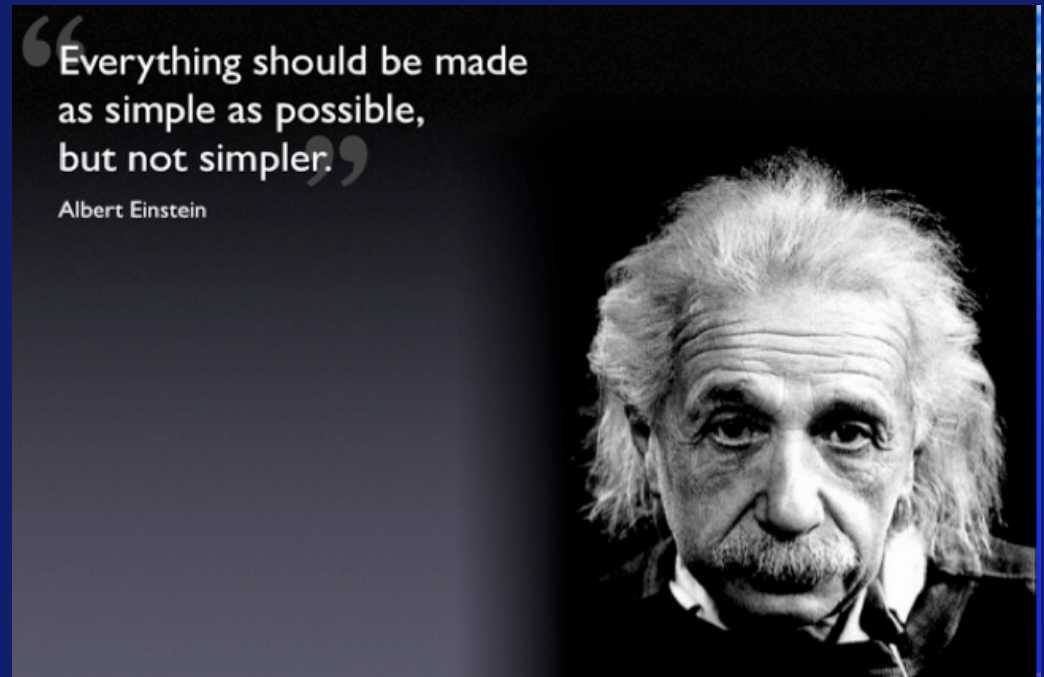 “Everything should be made
as simple as possible,
but not simpler.”
Albert Einstein